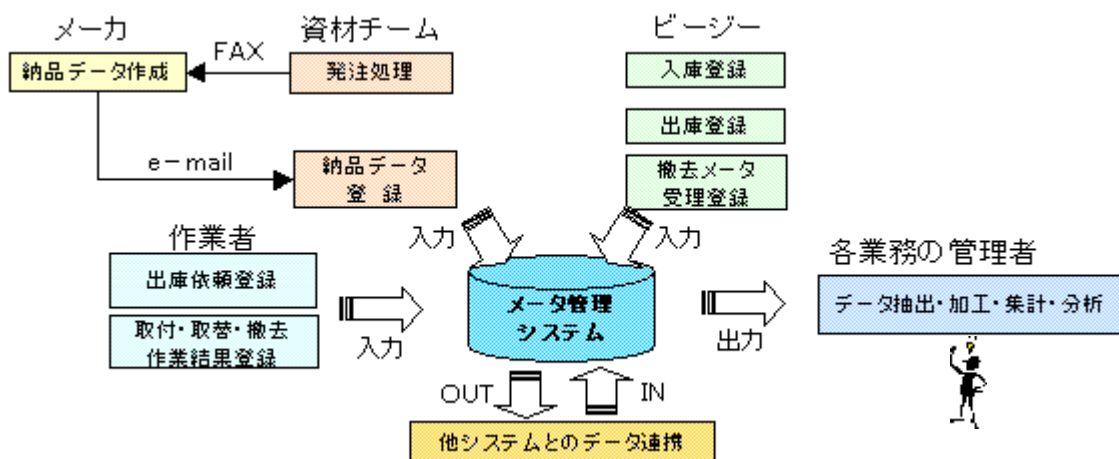 メーカ
資材チーム
ビージー
FAX
納品データ作成
発注処理
入庫登録
出庫登録
e-mail
納品データ
登 録
撤去メータ
受理登録
入力
入力
作業者
各業務の管理者
出庫依頼登録
メータ管理
システム
データ抽出・加工・集計・分析
取付・取替・撤去
作業結果登録
入力
出力
OUT
IN
他システムとのデータ連携